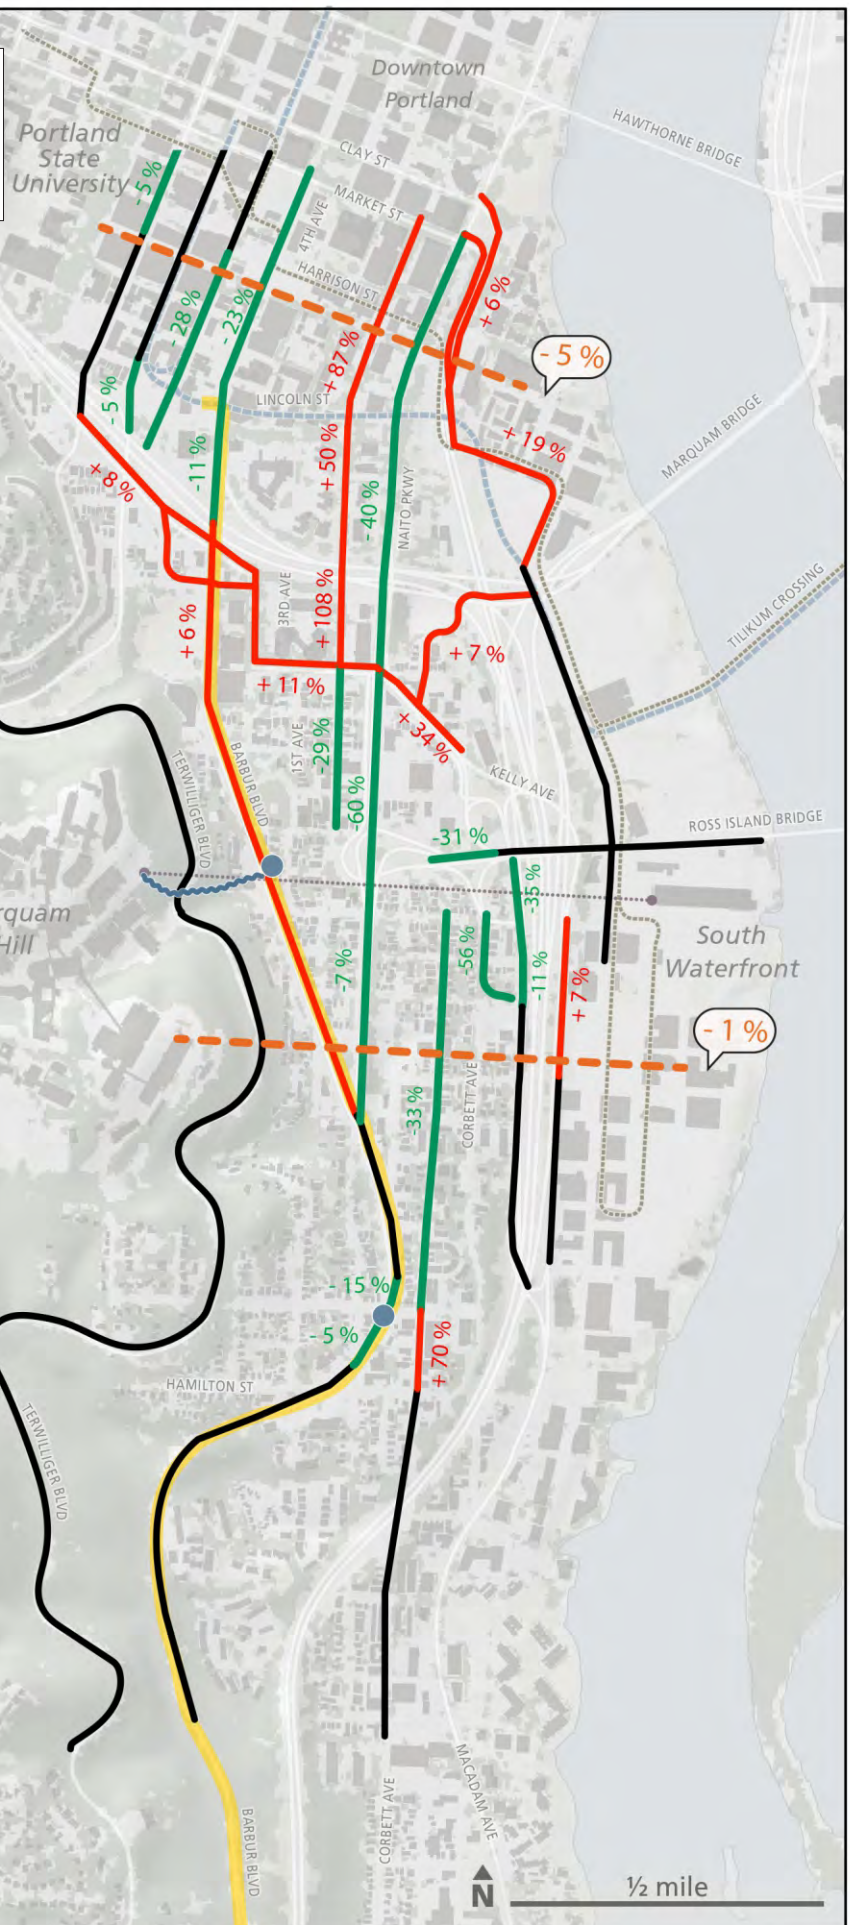 Downtown
Portland
HAWTHORNE BRIDGE
Portland
State
University
CLAY ST
- 5 %
MARKET ST
4TH AVE
HARRISON ST
+ 6 %
- 28 %
- 23 %
+ 87 %
- 5 %
- 5 %
LINCOLN ST
+ 19 %
MARQUAM BRIDGE
+ 8 %
-11 %
+ 50 %
- 40 %
NAITO PKWY
TILIKUM CROSSING
3RD AVE
+ 108 %
+ 6 %
+ 7 %
+ 11 %
+ 34 %
1ST AVE
-29 %
TERWILLIGER BLVD
BARBUR BLVD
KELLY AVE
-60 %
ROSS ISLAND BRIDGE
-31 %
-35 %
rquam
Hill
-56 %
-7 %
-11 %
+ 7 %
South
Waterfront
- 1 %
-33 %
CORBETT AVE
- 15 %
- 5 %
+ 70 %
HAMILTON ST
TERWILLIGER BLVD
MACADAM AVE
CORBETT AVE
BARBUR BLVD
N
½ mile